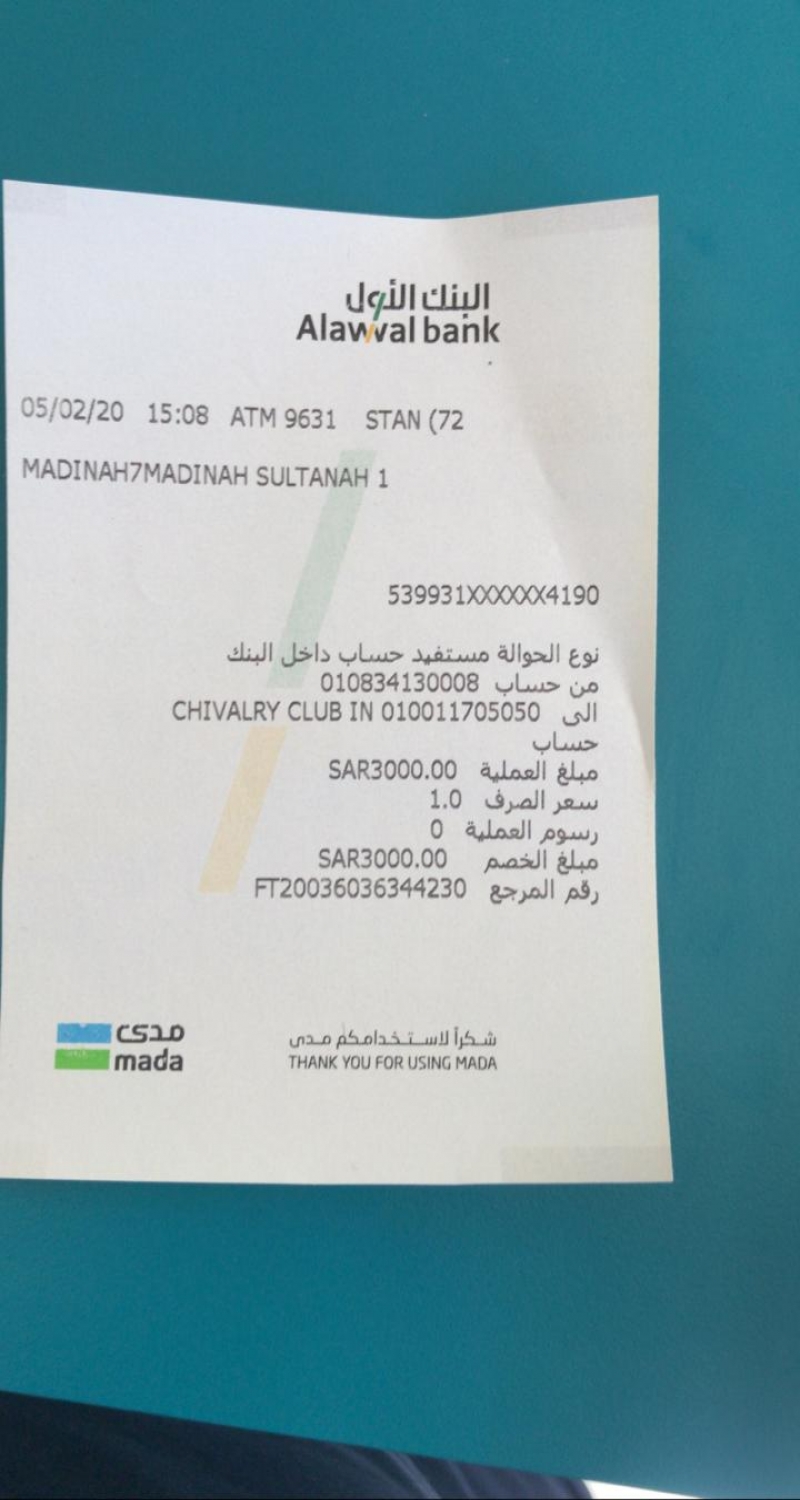 البنك الأول
Alawwal bank
05/02/20 15:08 ATM 9631 STAN (72
MADINAH7MADINAH SULTANAH 1
539931XXXXXX4190
نوع الحوالة مستفيد حساب داخل البنك
من حساب 010834130008
الى CHIVALRY CLUB IN 010011705050
حساب
مبلغ العملية SAR3000.00
سعر الصرف 1.0
رسوم العملية 0
مبلغ الخصم SAR3000.00
رقم المرجع FT20036036344230
مدى
mada
شكراً لاستخدامكم مدى
THANK YOU FOR USING MADA